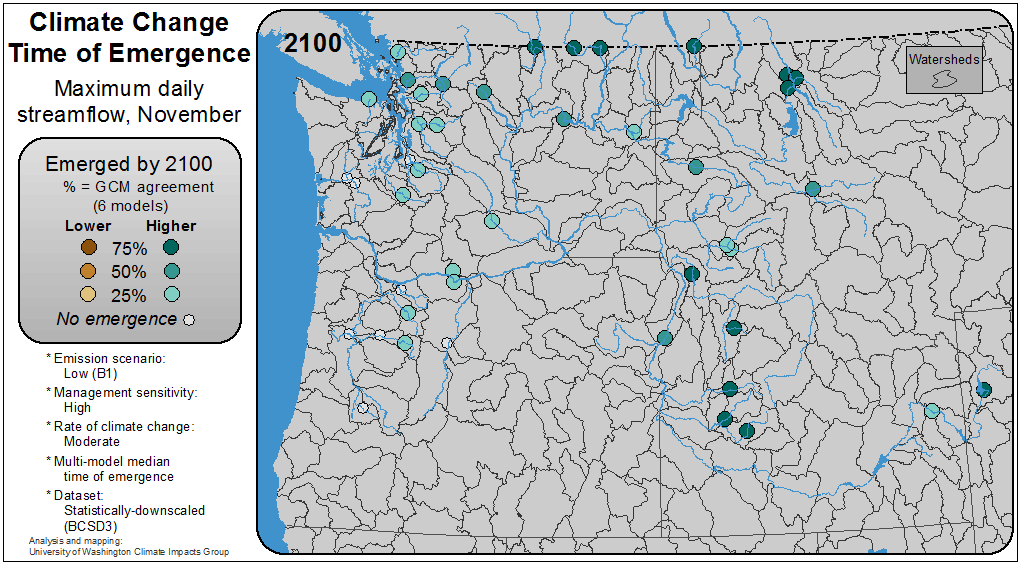 Climate Change
Time of Emergence
Maximum daily
streamflow, November
Emerged by 2100
% = GCM agreement
(6 models)
Lower Higher
75%
50%
25%
No emergence
* Emission scenario:
Low (B1)
* Management sensitivity:
High
* Rate of climate change:
Moderate
* Multi-model median
time of emergence
* Dataset:
Statistically-downscaled
(BCSD3)
Analysis and mapping:
University of Washington Climate Impacts Group
2100
Watersheds